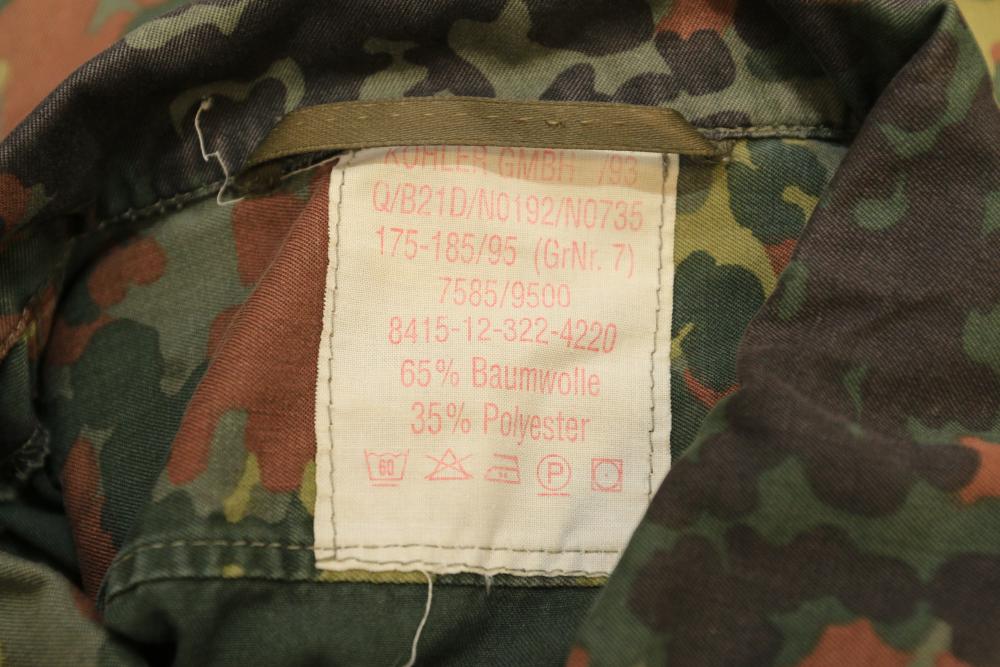 KÖHLER GMBH /93
Q/B21D/N0192/N0735
175-185/95 (GrNr. 7)
7585/9500
8415-12-322-4220
65% Baumwolle
35% Polyester
60
P